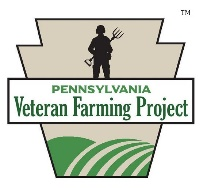 TM
PENNSYLVANIA
Veteran Farming Project